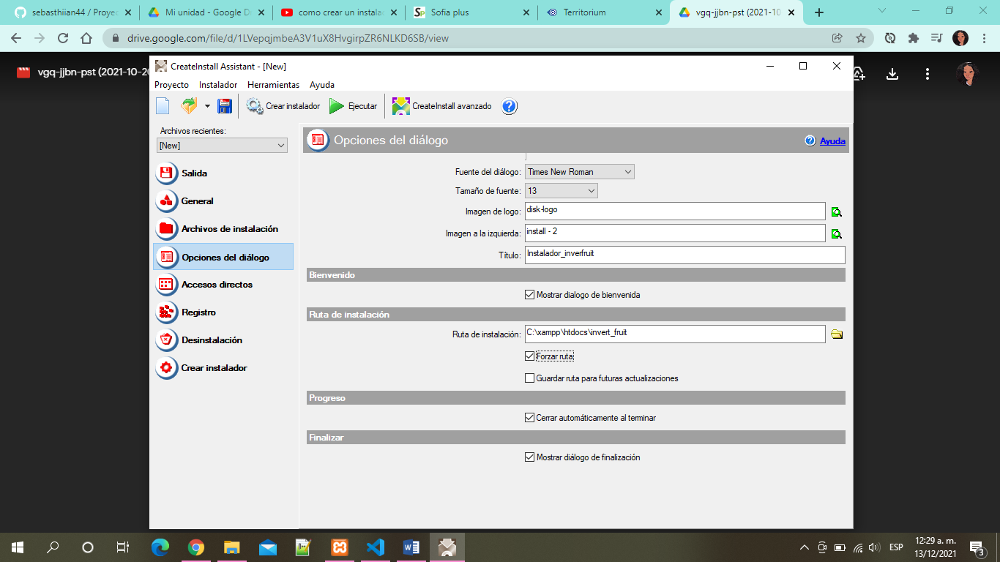 sebasthiian44 / Proyec
Mi unidad - Google D
como crear un instala
Sofia plus
Territorium
vgq-jjbn-pst (2021-10
drive.google.com/file/d/1LVepqjmbeA3V1uX8HvgirpZR6NLKD6SB/view
vgq-jjbn-pst (2021-10-20
CreateInstall Assistant - [New]
Proyecto Instalador Herramientas Ayuda
Crear instalador Ejecutar CreateInstall avanzado
Archivos recientes:
[New]
Salida
General
Archivos de instalación
Opciones del diálogo
Accesos directos
Registro
Desinstalación
Crear instalador
Opciones del diálogo
Ayuda
Fuente del diálogo: Times New Roman
Tamaño de fuente: 13
Imagen de logo: disk-logo
Imagen a la izquierda: install - 2
Título: Instalador_inverfruit
Bienvenido
Mostrar dialogo de bienvenida
Ruta de instalación
Ruta de instalación: C:\xampp\htdocs\invert_fruit
Forzar ruta
Guardar ruta para futuras actualizaciones
Progreso
Cerrar automáticamente al terminar
Finalizar
Mostrar diálogo de finalización
ESP
12:29 a. m.
13/12/2021
3